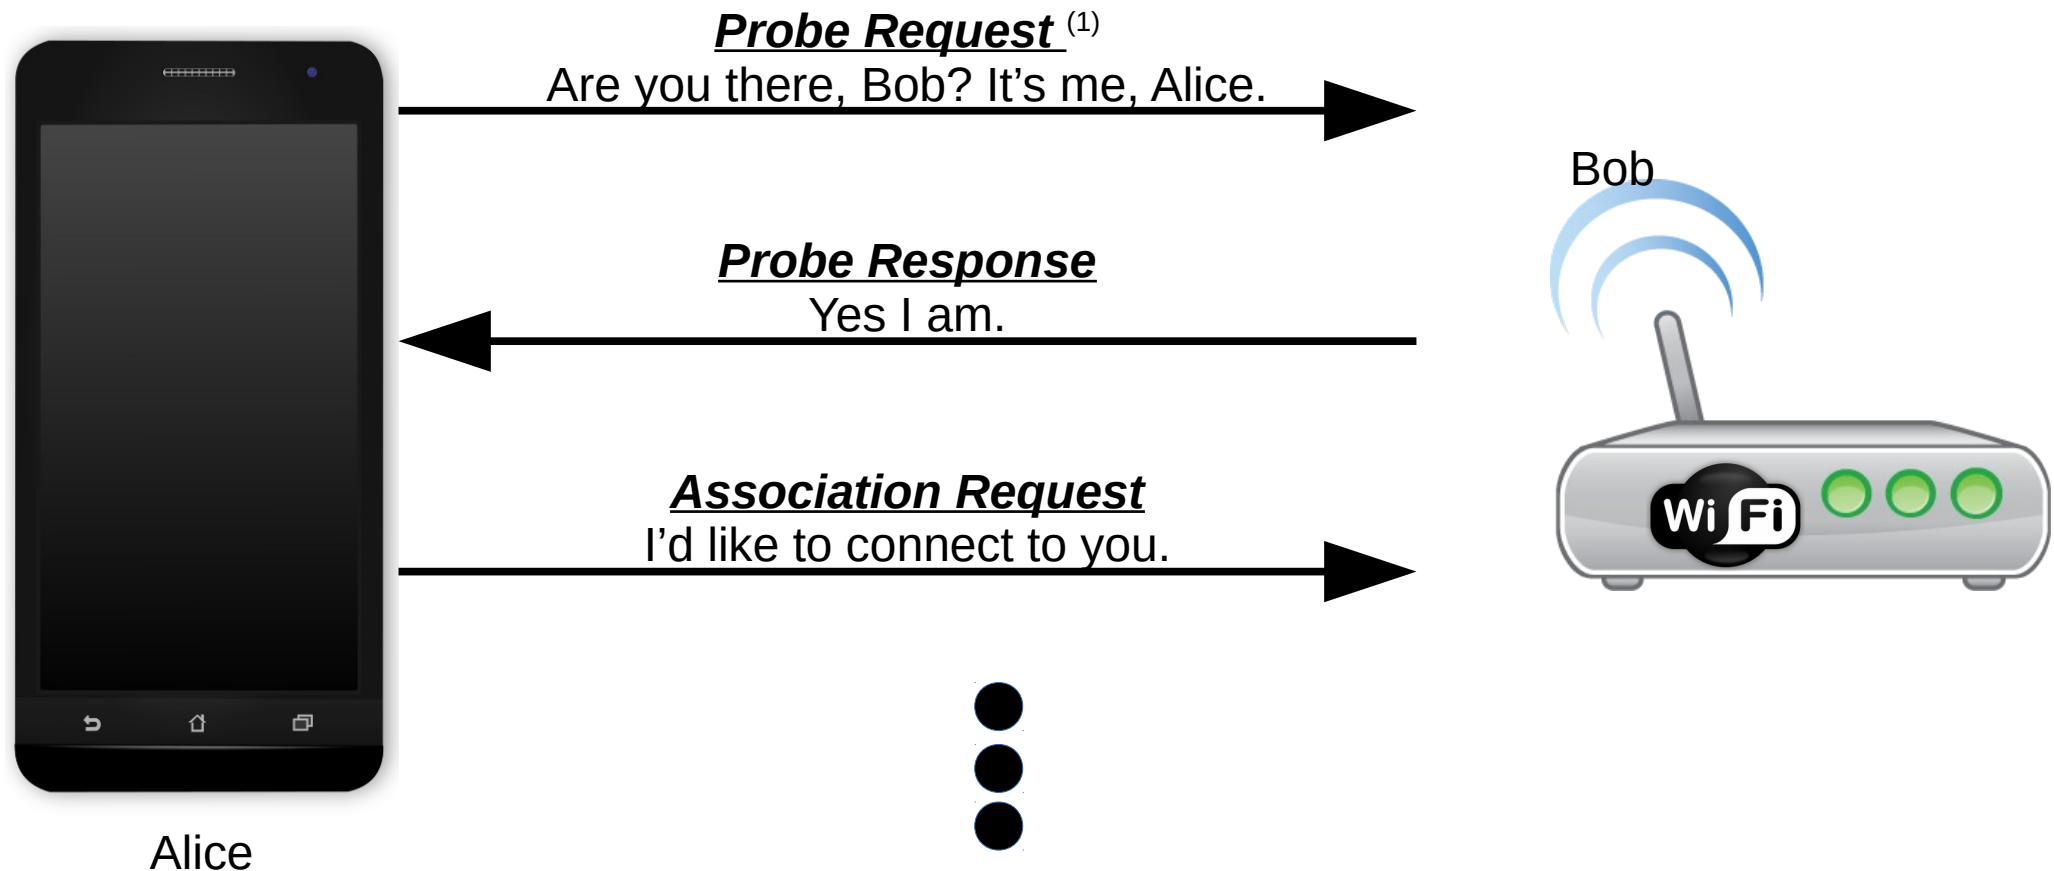 Probe Request (1)
Are you there, Bob? It’s me, Alice.
Bob
Probe Response
Yes I am.
Association Request
I’d like to connect to you.
Wi Fi
Alice